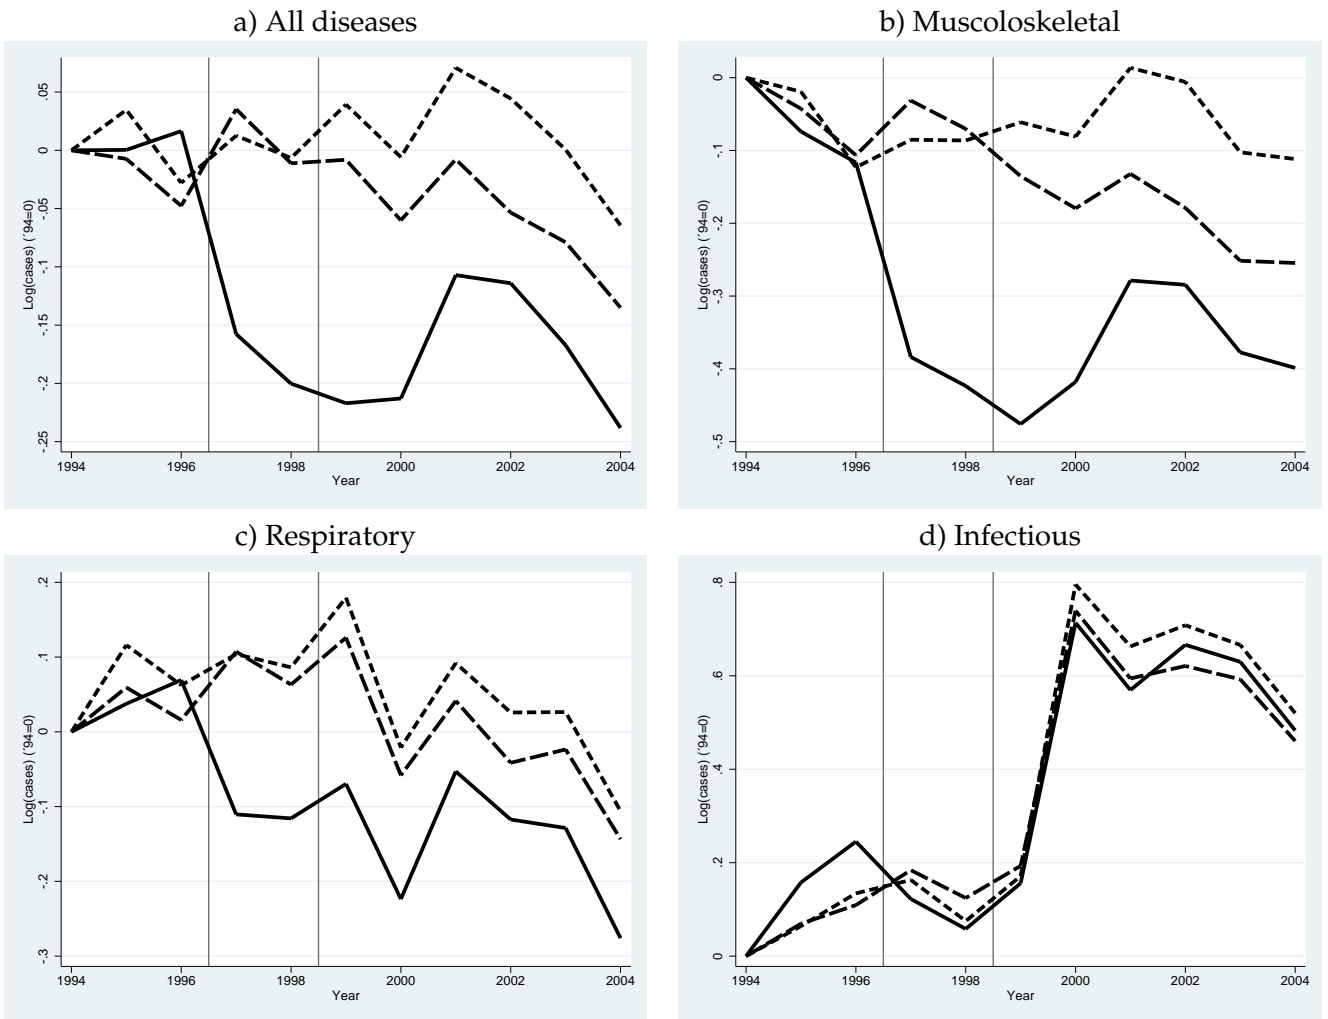 a) All diseases
.05
0
-.05
-.1
-.15
-.2
-.25
Log(cases) (´94=0)
1994 1996 1998 2000 2002 2004
Year
b) Muscoloskeletal
0
-.1
-.2
-.3
-.4
-.5
Log(cases) (´94=0)
1994 1996 1998 2000 2002 2004
Year
c) Respiratory
.2
.1
0
-.1
-.2
-.3
Log(cases) (´94=0)
1994 1996 1998 2000 2002 2004
Year
d) Infectious
.8
.6
.4
.2
0
Log(cases) (´94=0)
1994 1996 1998 2000 2002 2004
Year